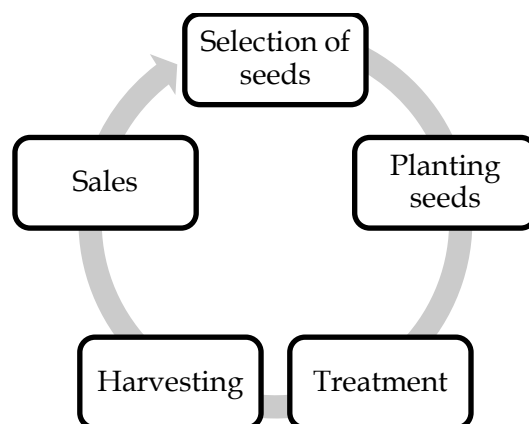 Selection of
seeds
Planting
seeds
Treatment
Harvesting
Sales